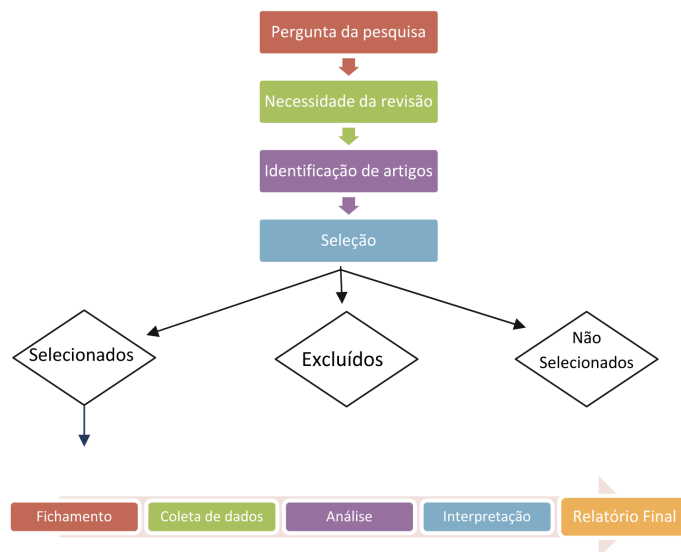 Pergunta da pesquisa
Necessidade da revisão
Identificação de artigos
Seleção
Selecionados
Excluídos
Não
Selecionados
Fichamento
Coleta de dados
Análise
Interpretação
Relatório Final